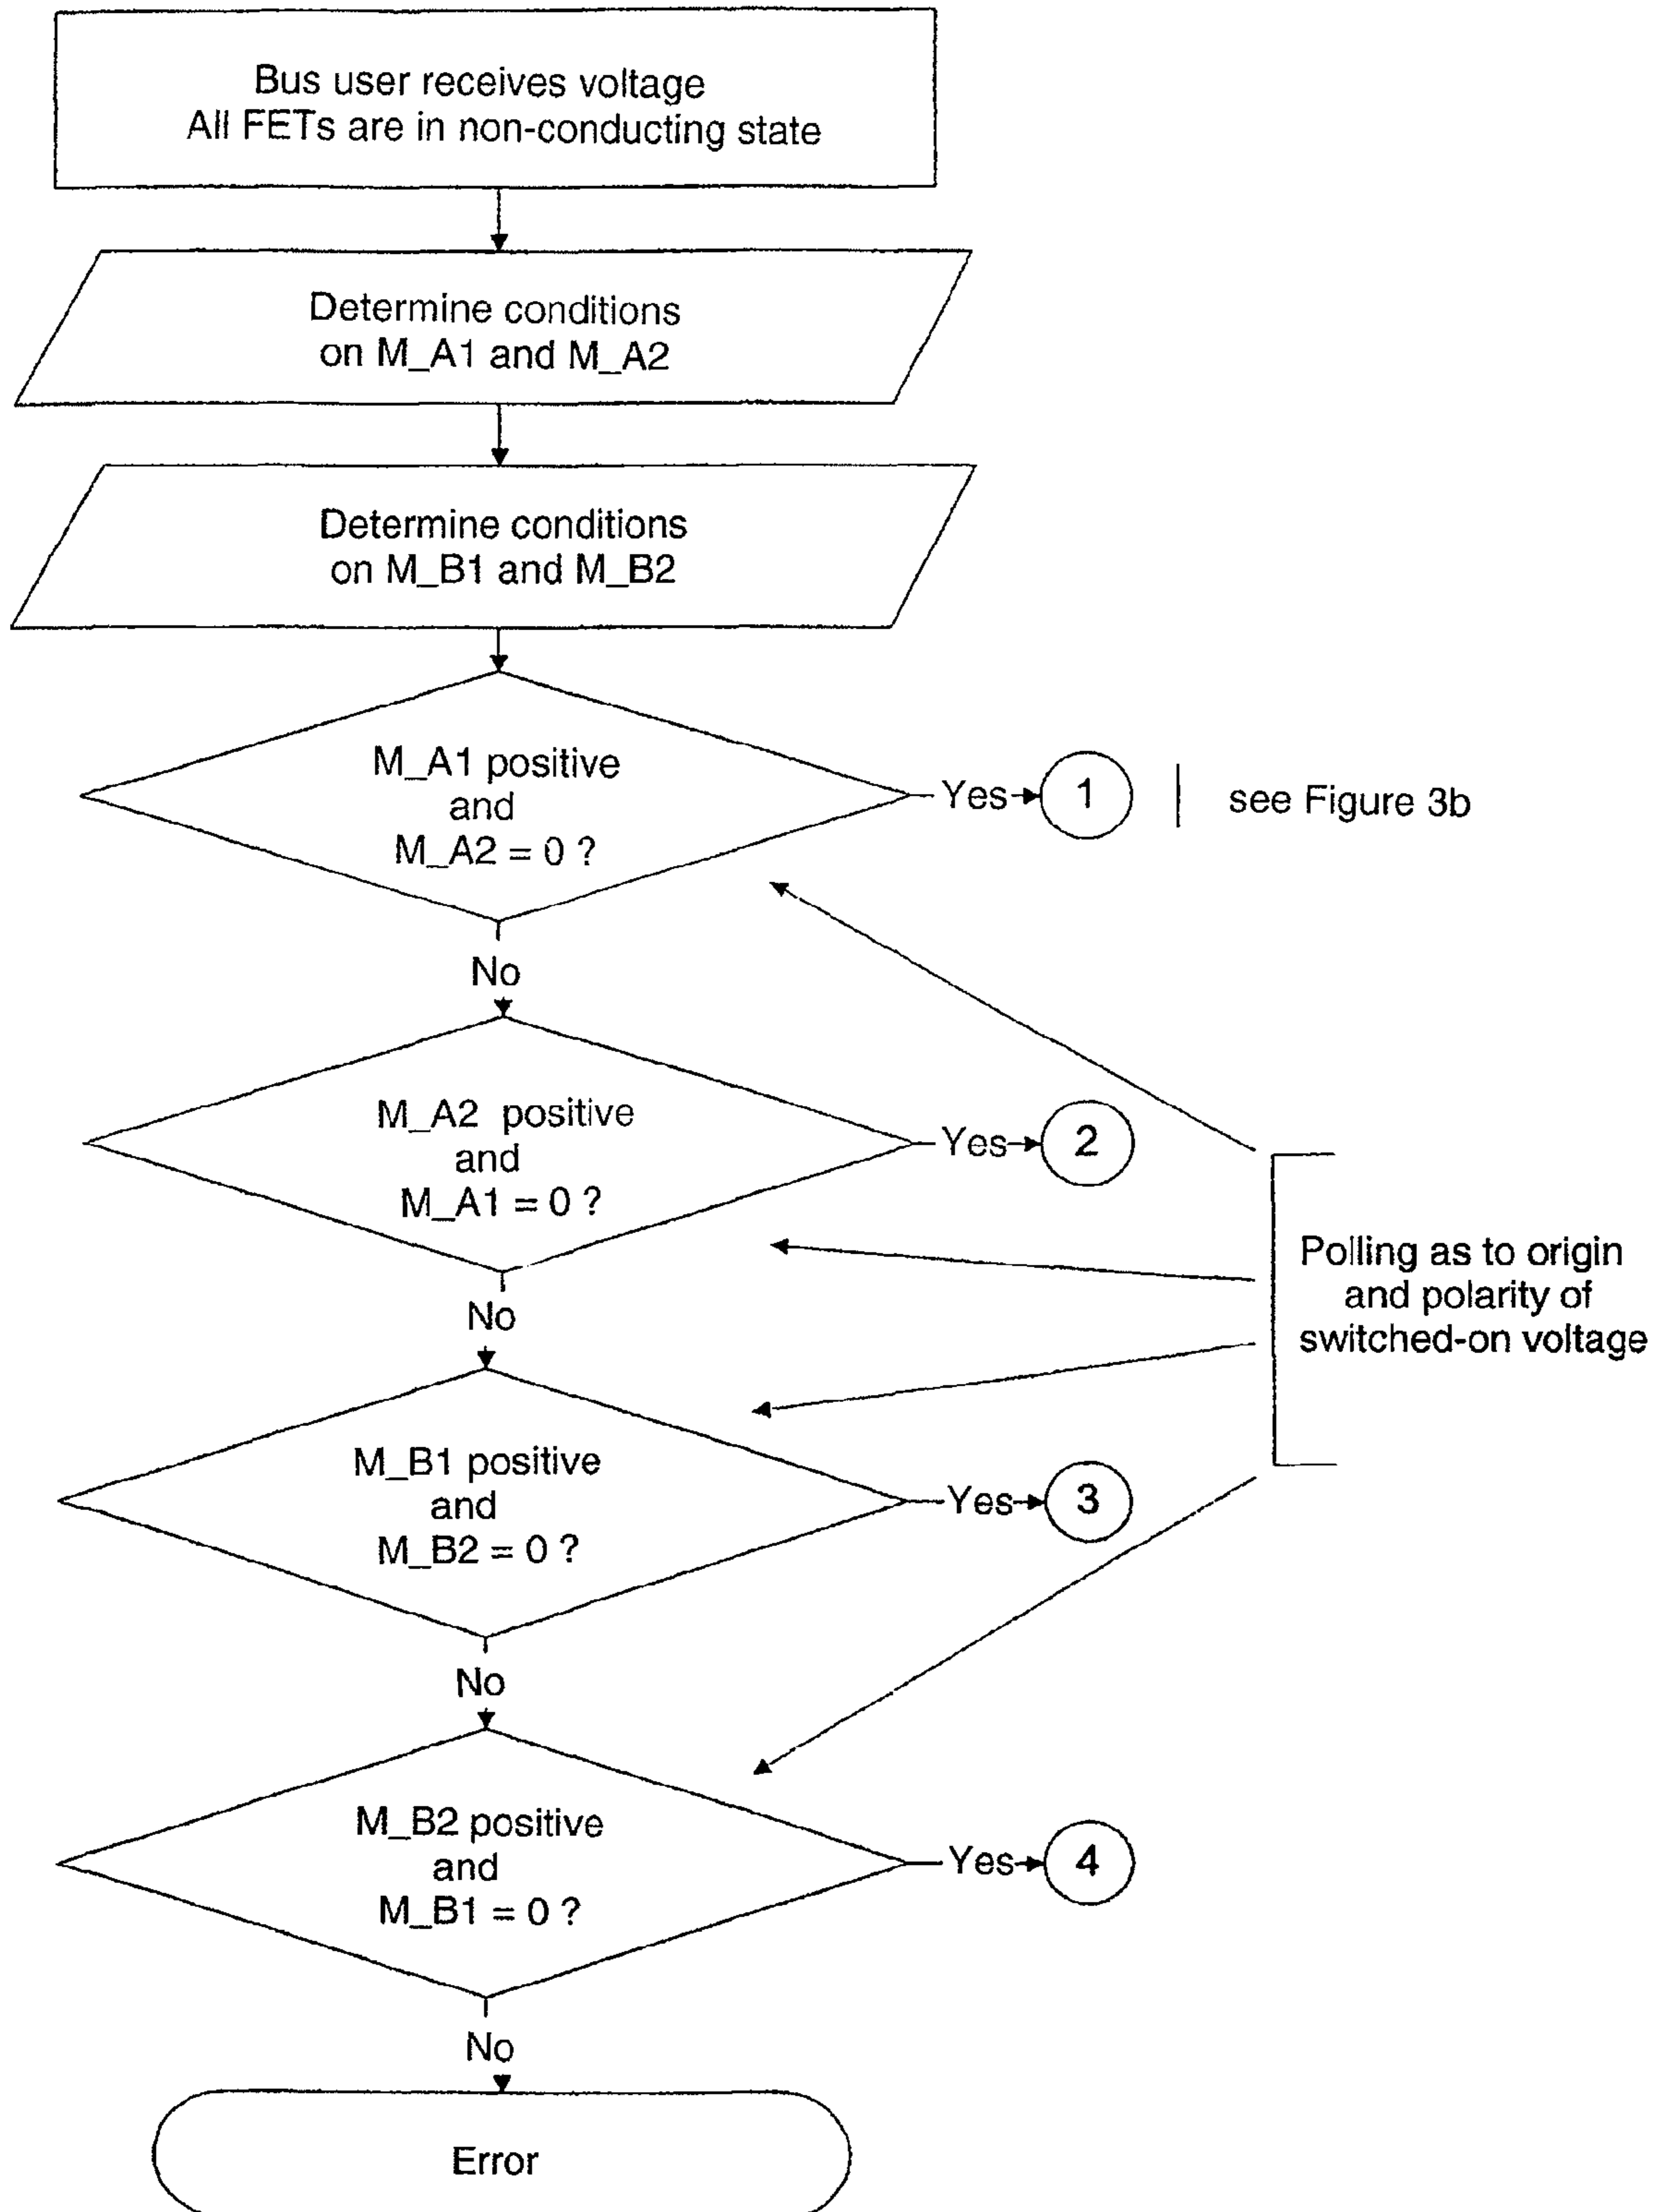 Bus user receives voltage
All FETs are in non-conducting state
Determine conditions
on M_A1 and M_A2
Determine conditions
on M_B1 and M_B2
M_A1 positive
and
M_A2 = 0 ?
Yes
1
see Figure 3b
No
M_A2 positive
and
M_A1 = 0 ?
Yes
2
Polling as to origin
and polarity of
switched-on voltage
No
M_B1 positive
and
M_B2 = 0 ?
Yes
3
No
M_B2 positive
and
M_B1 = 0 ?
Yes
4
No
Error